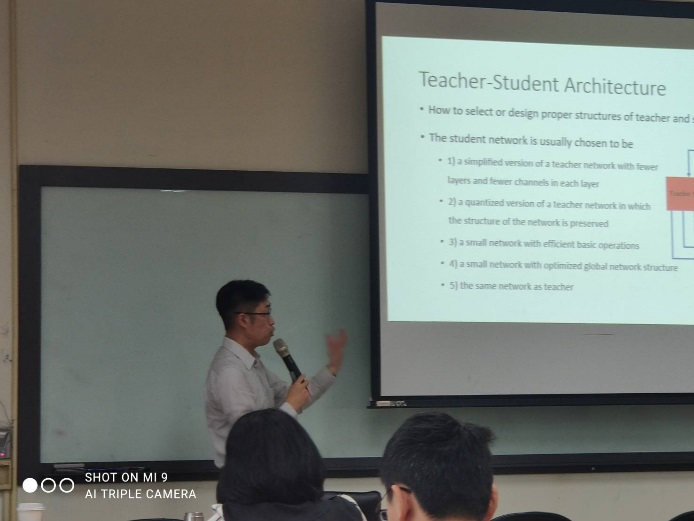 Teacher-Student Architecture
• How to select or design proper structures of teacher and
• The student network is usually chosen to be
• 1) a simplified version of a teacher network with fewer
layers and fewer channels in each layer
• 2) a quantized version of a teacher network in which
the structure of the network is preserved
• 3) a small network with efficient basic operations
• 4) a small network with optimized global network structure
• 5) the same network as teacher
SHOT ON MI 9
AI TRIPLE CAMERA